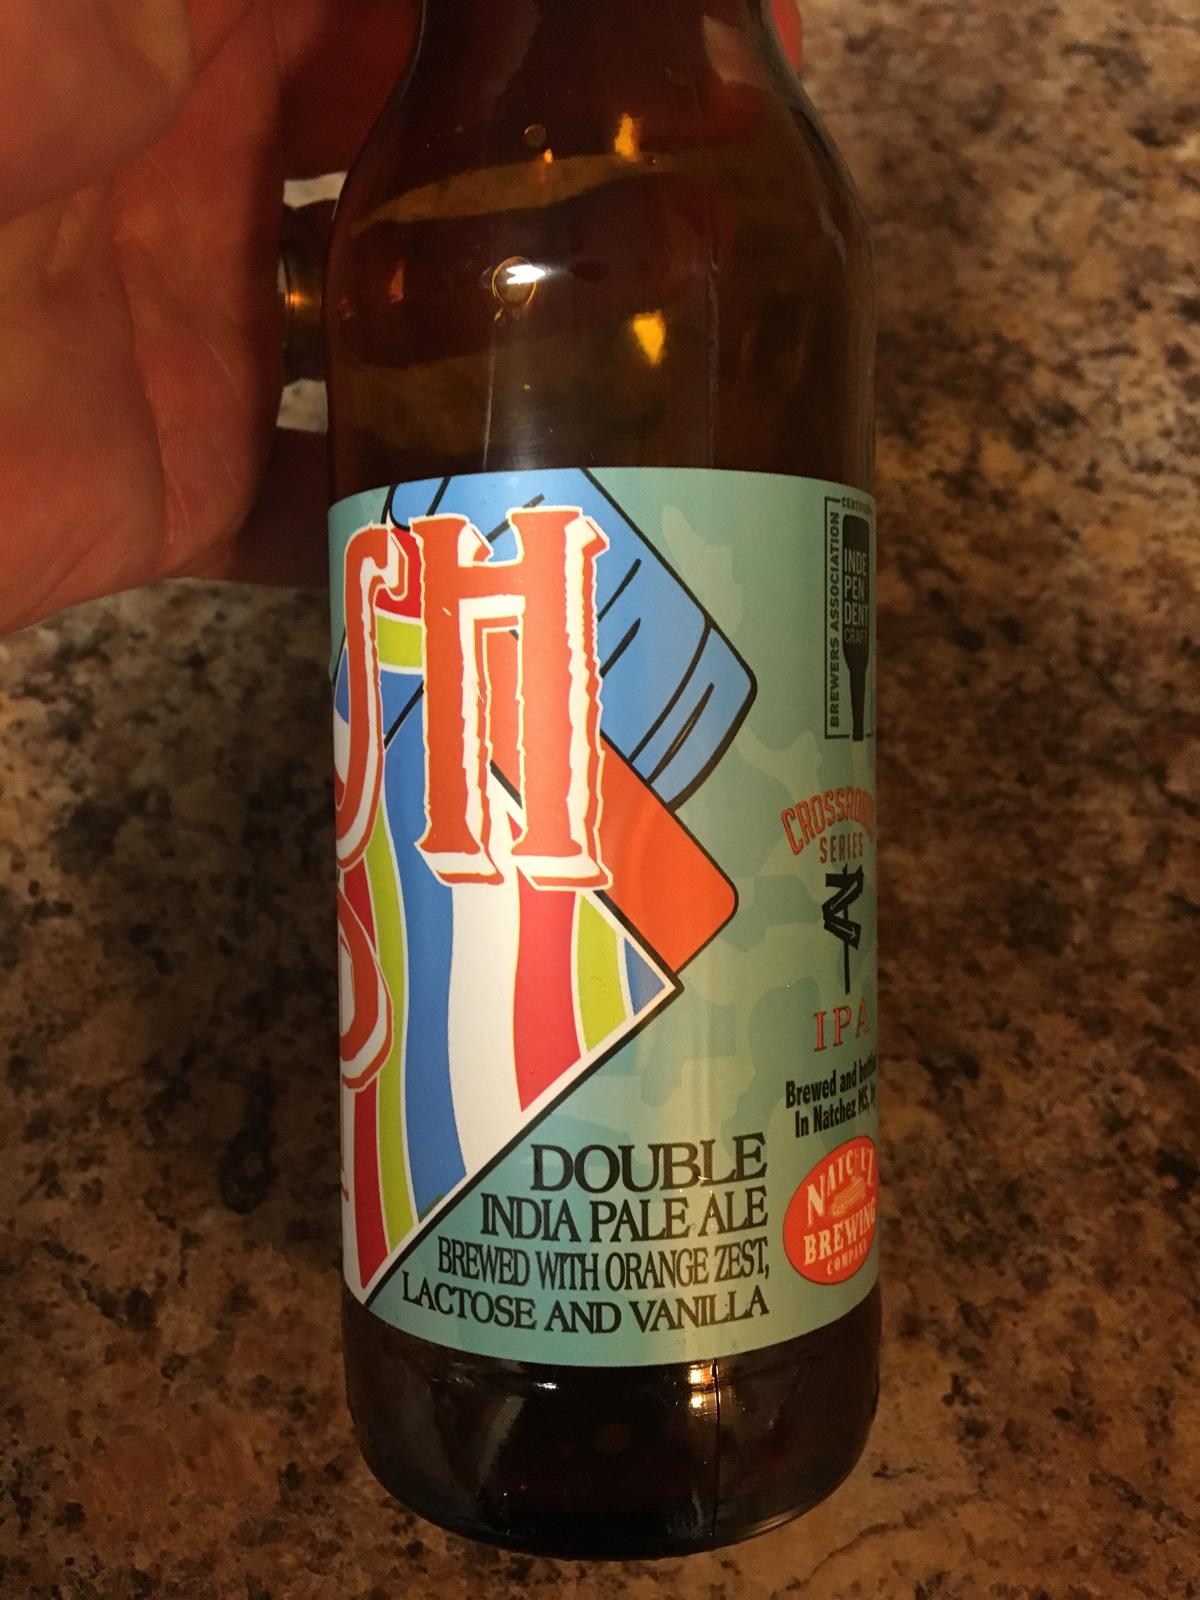 SH
DOUBLE
INDIA PALE ALE
BREWED WITH ORANGE ZEST,
LACTOSE AND VANILLA
BREWERS ASSOCIATION
INDE
PEN
DENT
CRAFT
SERIES
IPA
Brewed and
In Natchez MS,
NATCHEZ
BREWING
COMPANY